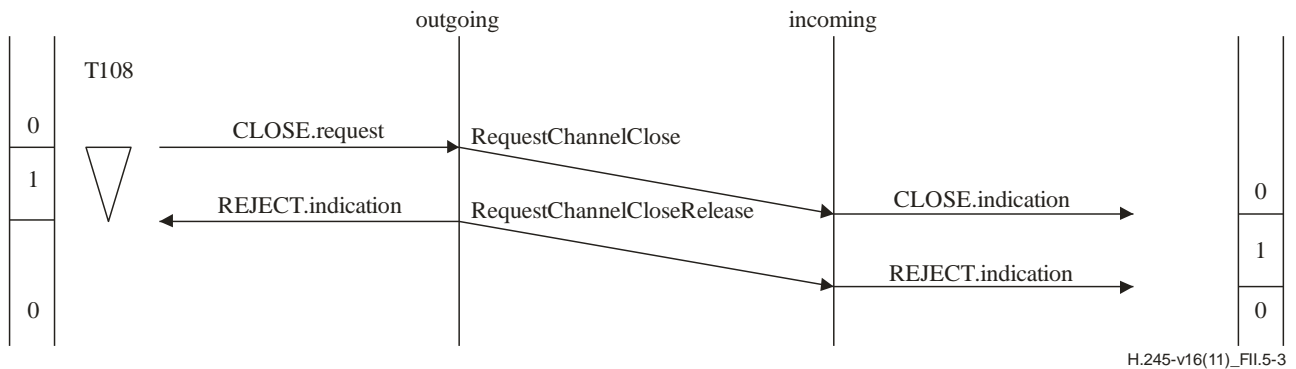 outgoing incoming
T108
0 CLOSE.request RequestChannelClose
1 CLOSE.indication 0
REJECT.indication RequestChannelCloseRelease
1
REJECT.indication
0 0
H.245-v16(11)_FII.5-3